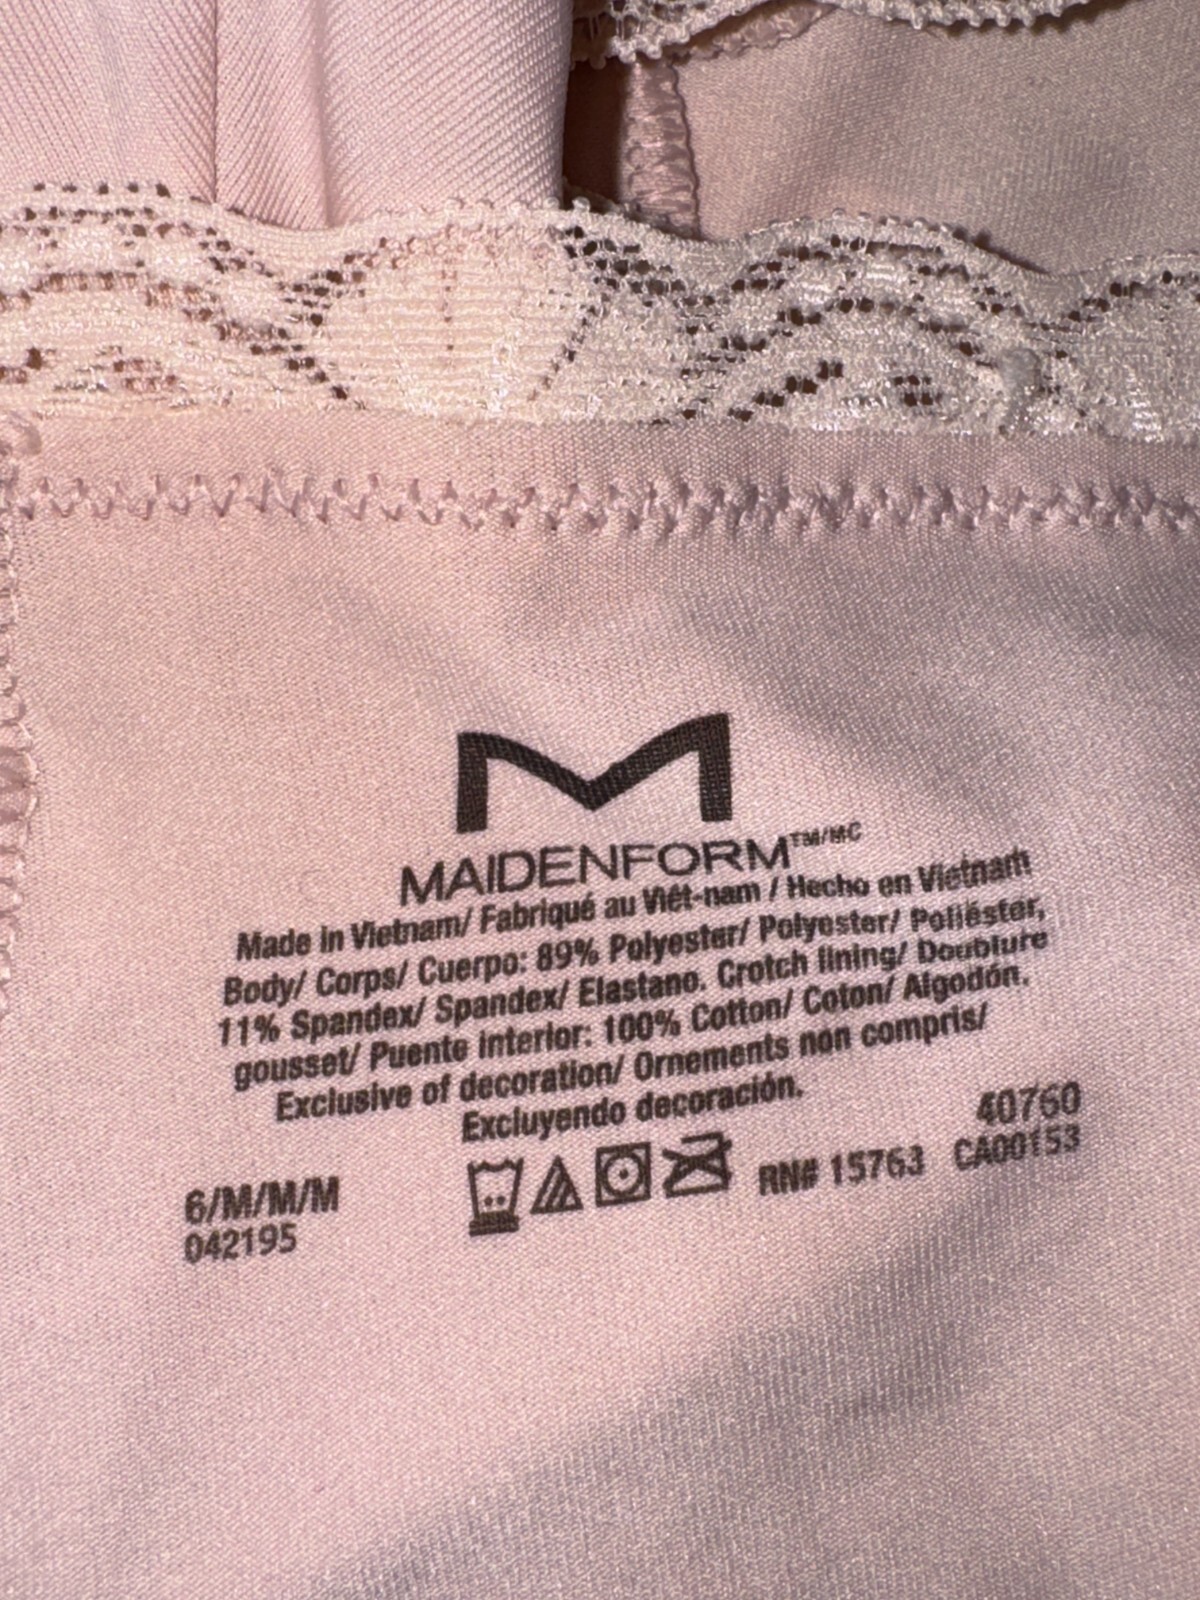 M
MAIDENFORM™/MC
Made in Vietnam/ Fabriqué au Viêt-nam / Hecho en Vietnam
Body/ Corps/ Cuerpo: 89% Polyester/ Polyester/ Poliéster,
11% Spandex/ Spandex/ Elastano. Crotch lining/ Doublure
gousset/ Puente interior: 100% Cotton/ Coton/ Algodón.
Exclusive of decoration/ Ornements non compris/
Excluyendo decoración.
40760
6/M/M/M
RN# 15763 CA00153
042195